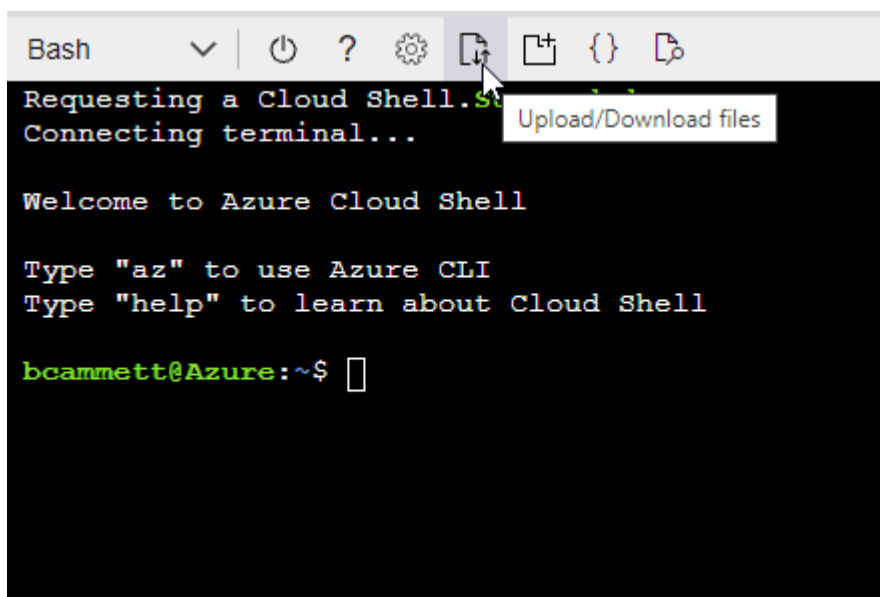 Bash
Requesting a Cloud Shell.
Upload/Download files
Connecting terminal...
Welcome to Azure Cloud Shell
Type "az" to use Azure CLI
Type "help" to learn about Cloud Shell
bcammett@Azure:~$